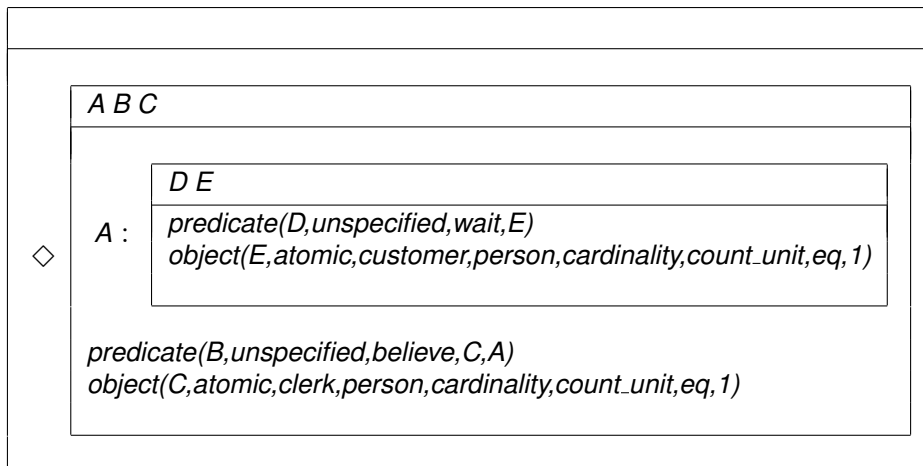 A B C
D E
A :
predicate(D,unspecified,wait,E)
object(E,atomic,customer,person,cardinality,count_unit,eq,1)
◇
predicate(B,unspecified,believe,C,A)
object(C,atomic,clerk,person,cardinality,count_unit,eq,1)